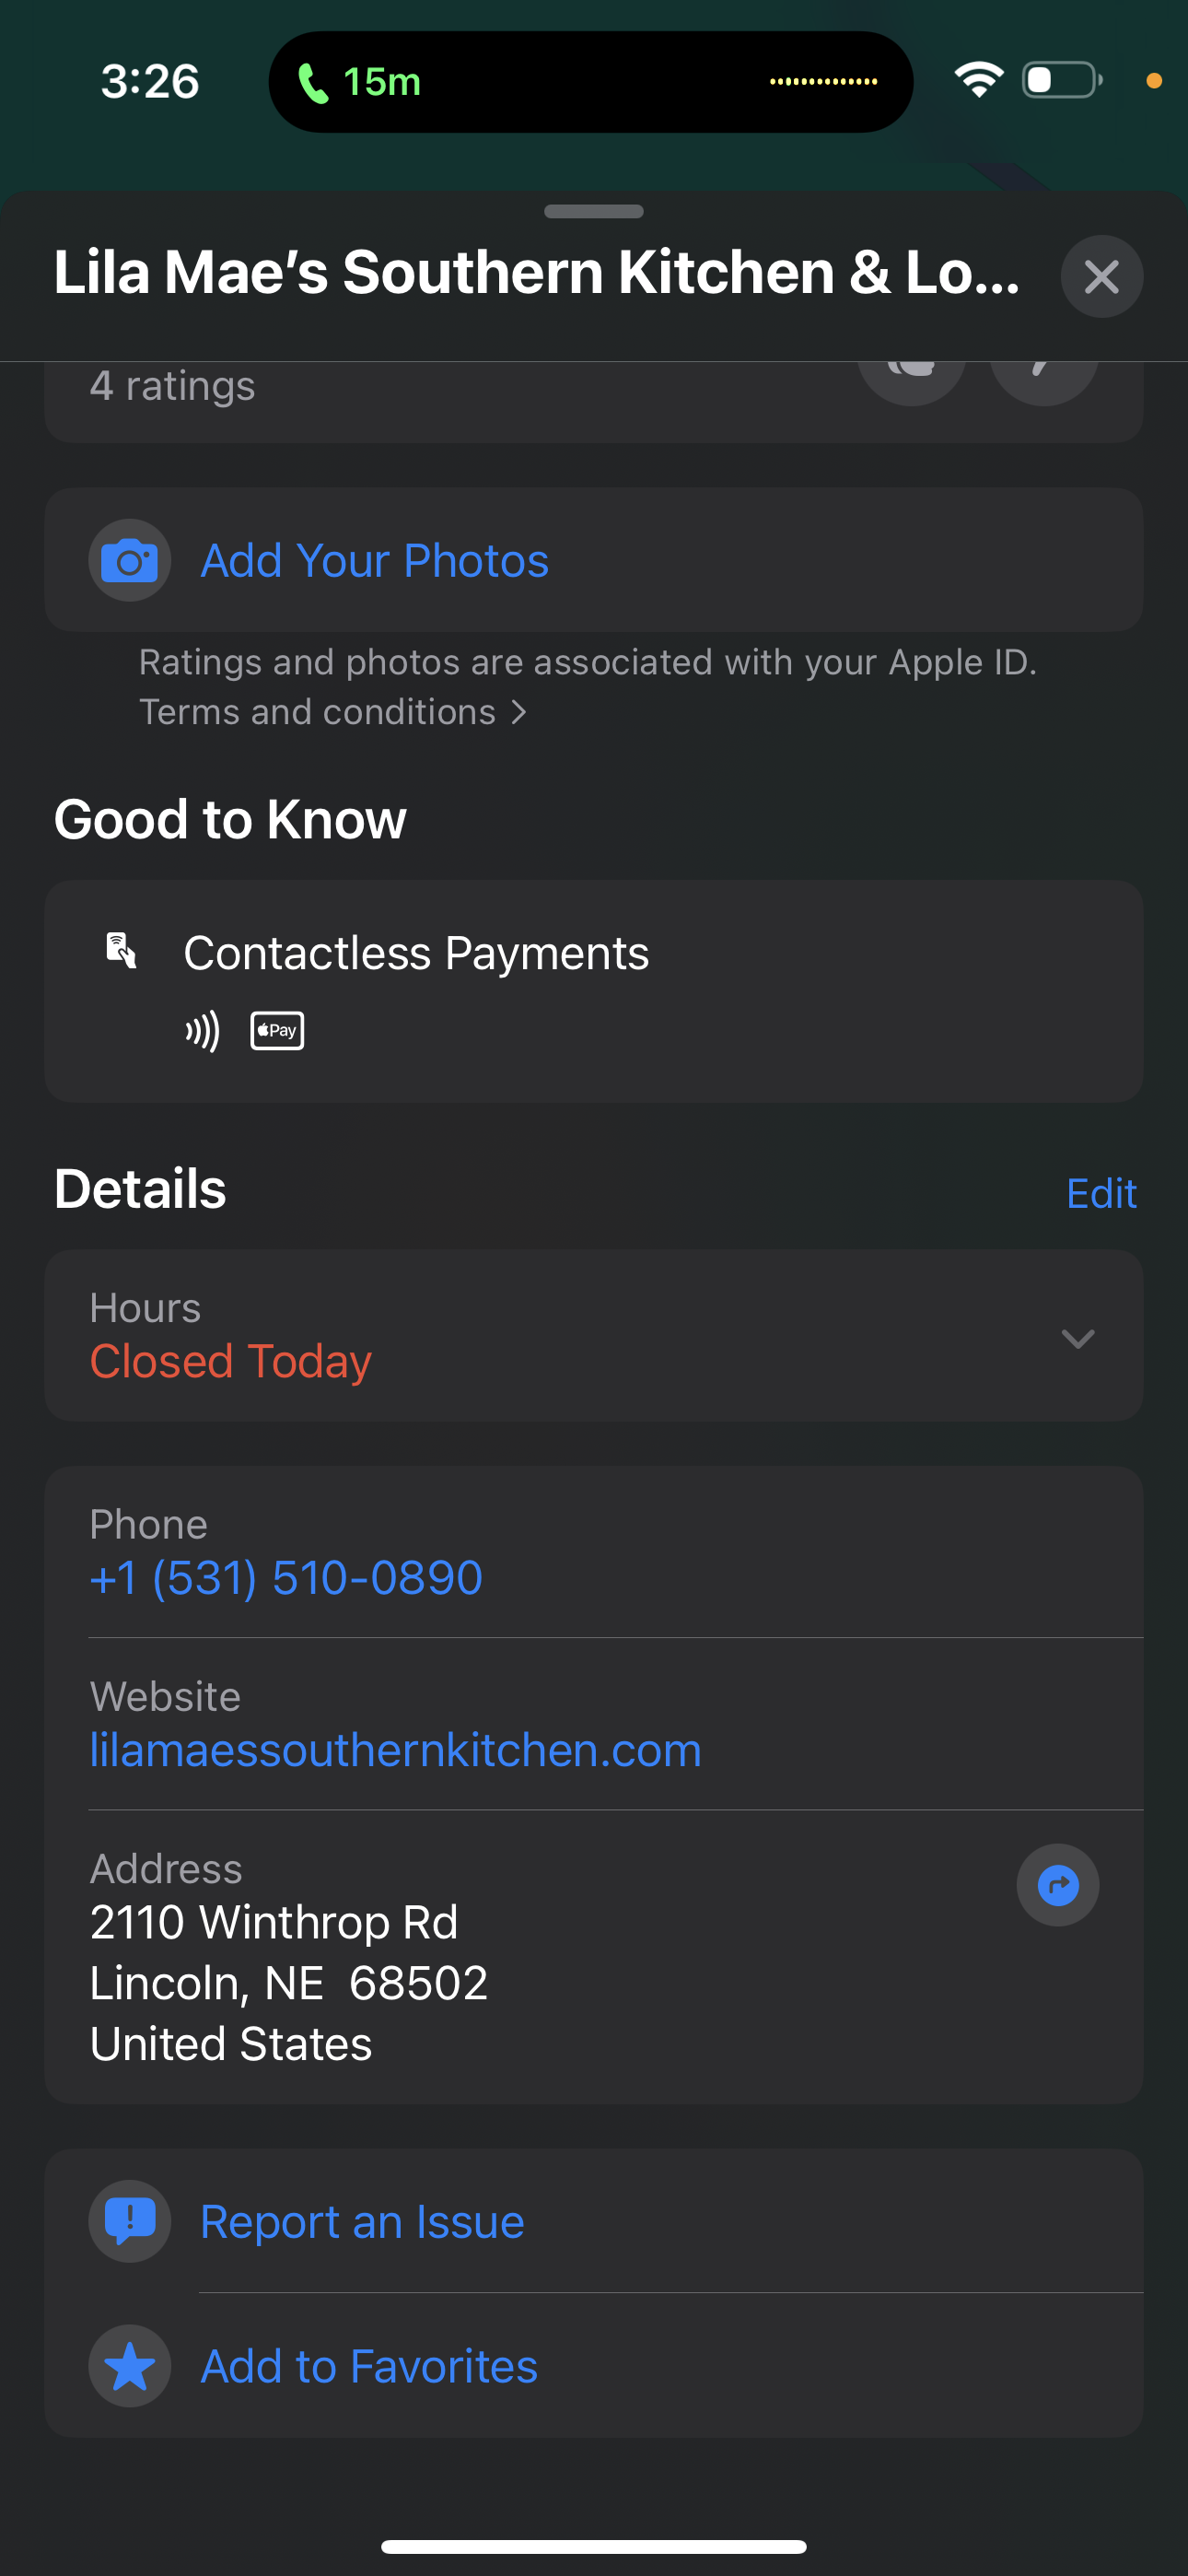 3:26
15m
Lila Mae’s Southern Kitchen & Lo...
4 ratings
Add Your Photos
Ratings and photos are associated with your Apple ID.
Terms and conditions >
Good to Know
Contactless Payments
Pay
Details
Edit
Hours
Closed Today
Phone
+1 (531) 510-0890
Website
lilamaessouthernkitchen.com
Address
2110 Winthrop Rd
Lincoln, NE  68502
United States
Report an Issue
Add to Favorites